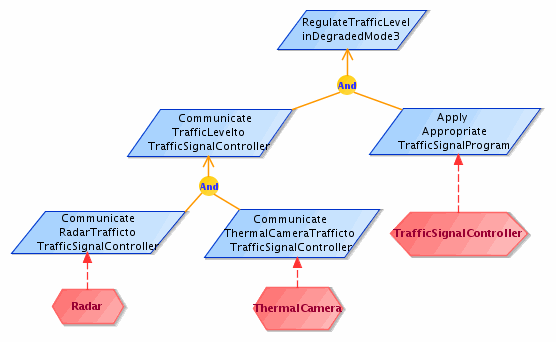 RegulateTrafficLevel
inDegradedMode3
And
Communicate
TrafficLevelto
TrafficSignalController
Apply
Appropriate
TrafficSignalProgram
And
Communicate
RadarTrafficto
TrafficSignalController
Communicate
ThermalCameraTrafficto
TrafficSignalController
TrafficSignalController
Radar
ThermalCamera